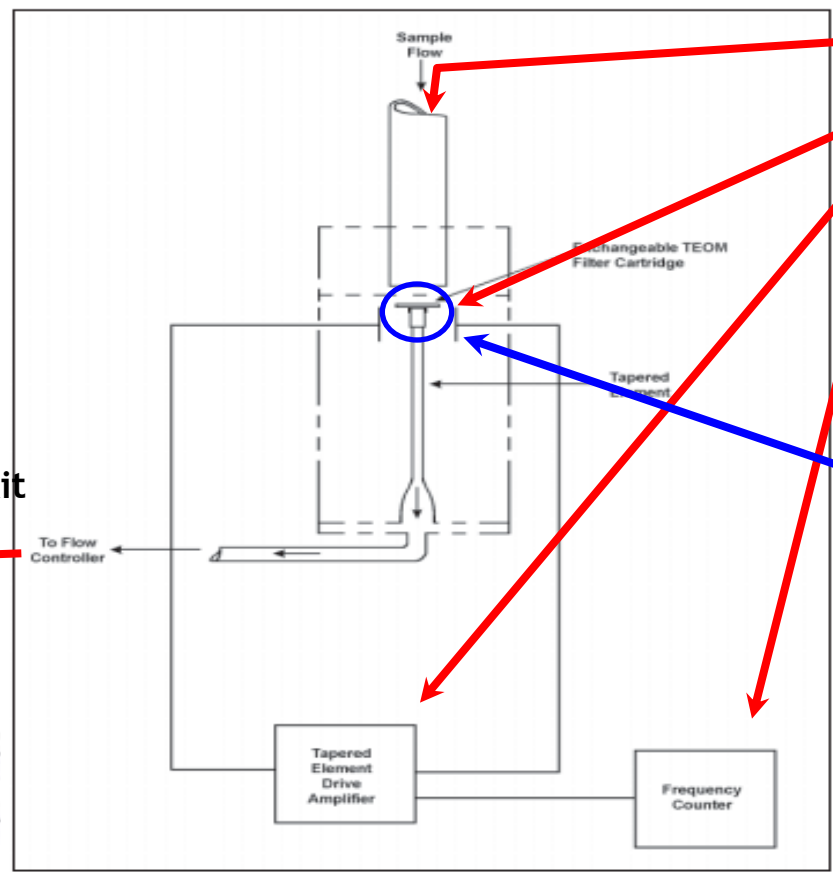 Sample
Flow
Exchangeable TEOM
Filter Cartridge
Tapered
Element
it
To Flow
Controller
Tapered
Element
Drive
Amplifier
Frequency
Counter